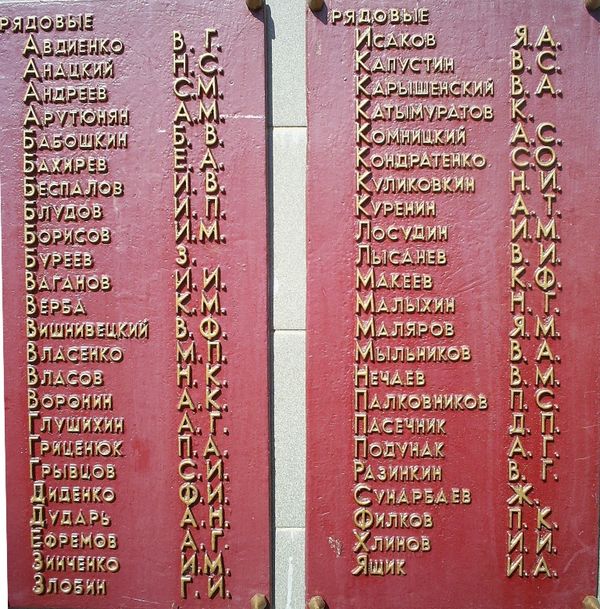 РЯДОВЫЕ
АВДИЕНКО В. Г.
АНАЦКИЙ Н. С.
АНДРЕЕВ С. М.
АРУТЮНЯН А. М.
БАБОШКИН Б. В.
БАХИРЕВ Е. А.
БЕСПАЛОВ И. В.
БЛУДОВ И. П.
БОРИСОВ И. М.
БУРЕЕВ З.
ВАГАНОВ И. И.
ВЕРБА К. М.
ВИШНИВЕЦКИЙ В. Ф.
ВЛАСЕНКО М. П.
ВЛАСОВ Н. К.
ВОРОНИН А. К.
ГЛУШИХИН А. Г.
ГРИЦЕНЮК П. А.
ГРЫВЦОВ С. И.
ДИДЕНКО Ф. И.
ДУДАРЬ А. Н.
ЕФРЕМОВ А. Г.
ЗИНЧЕНКО А. М.
ЗЛОБИН Г. И.
РЯДОВЫЕ
ИСАКОВ Я. А.
КАПУСТИН В. С.
КАРЫШЕНСКИЙ В. А.
КАТЫМУРАТОВ К.
КОМНИЦКИЙ А. С.
КОНДРАТЕНКО С. О.
КУЛИКОВКИН Н. И.
КУРЕНИН А. Т.
ЛОСУДИН И. М.
ЛЫСАНЕВ В. И.
МАКЕЕВ К. Ф.
МАЛЫХИН Н. Г.
МАЛЯРОВ Я. М.
МЫЛЬНИКОВ В. А.
НЕЧАЕВ В. М.
ПАЛКОВНИКОВ П. С.
ПАСЕЧНИК Д. П.
ПОДУНАК А. Г.
РАЗИНКИН В. Г.
СУНАРБАЕВ Ж.
ФИЛКОВ П. К.
ХЛИНОВ И. И.
ЯЩИК И. А.